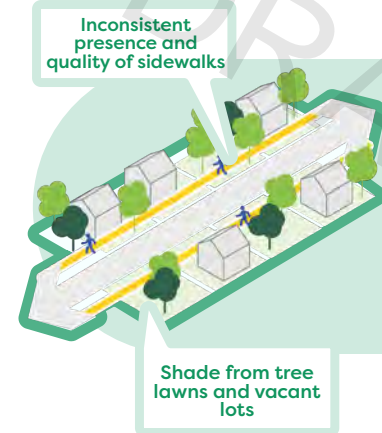 Inconsistent
presence and
quality of sidewalks
Shade from tree
lawns and vacant
lots